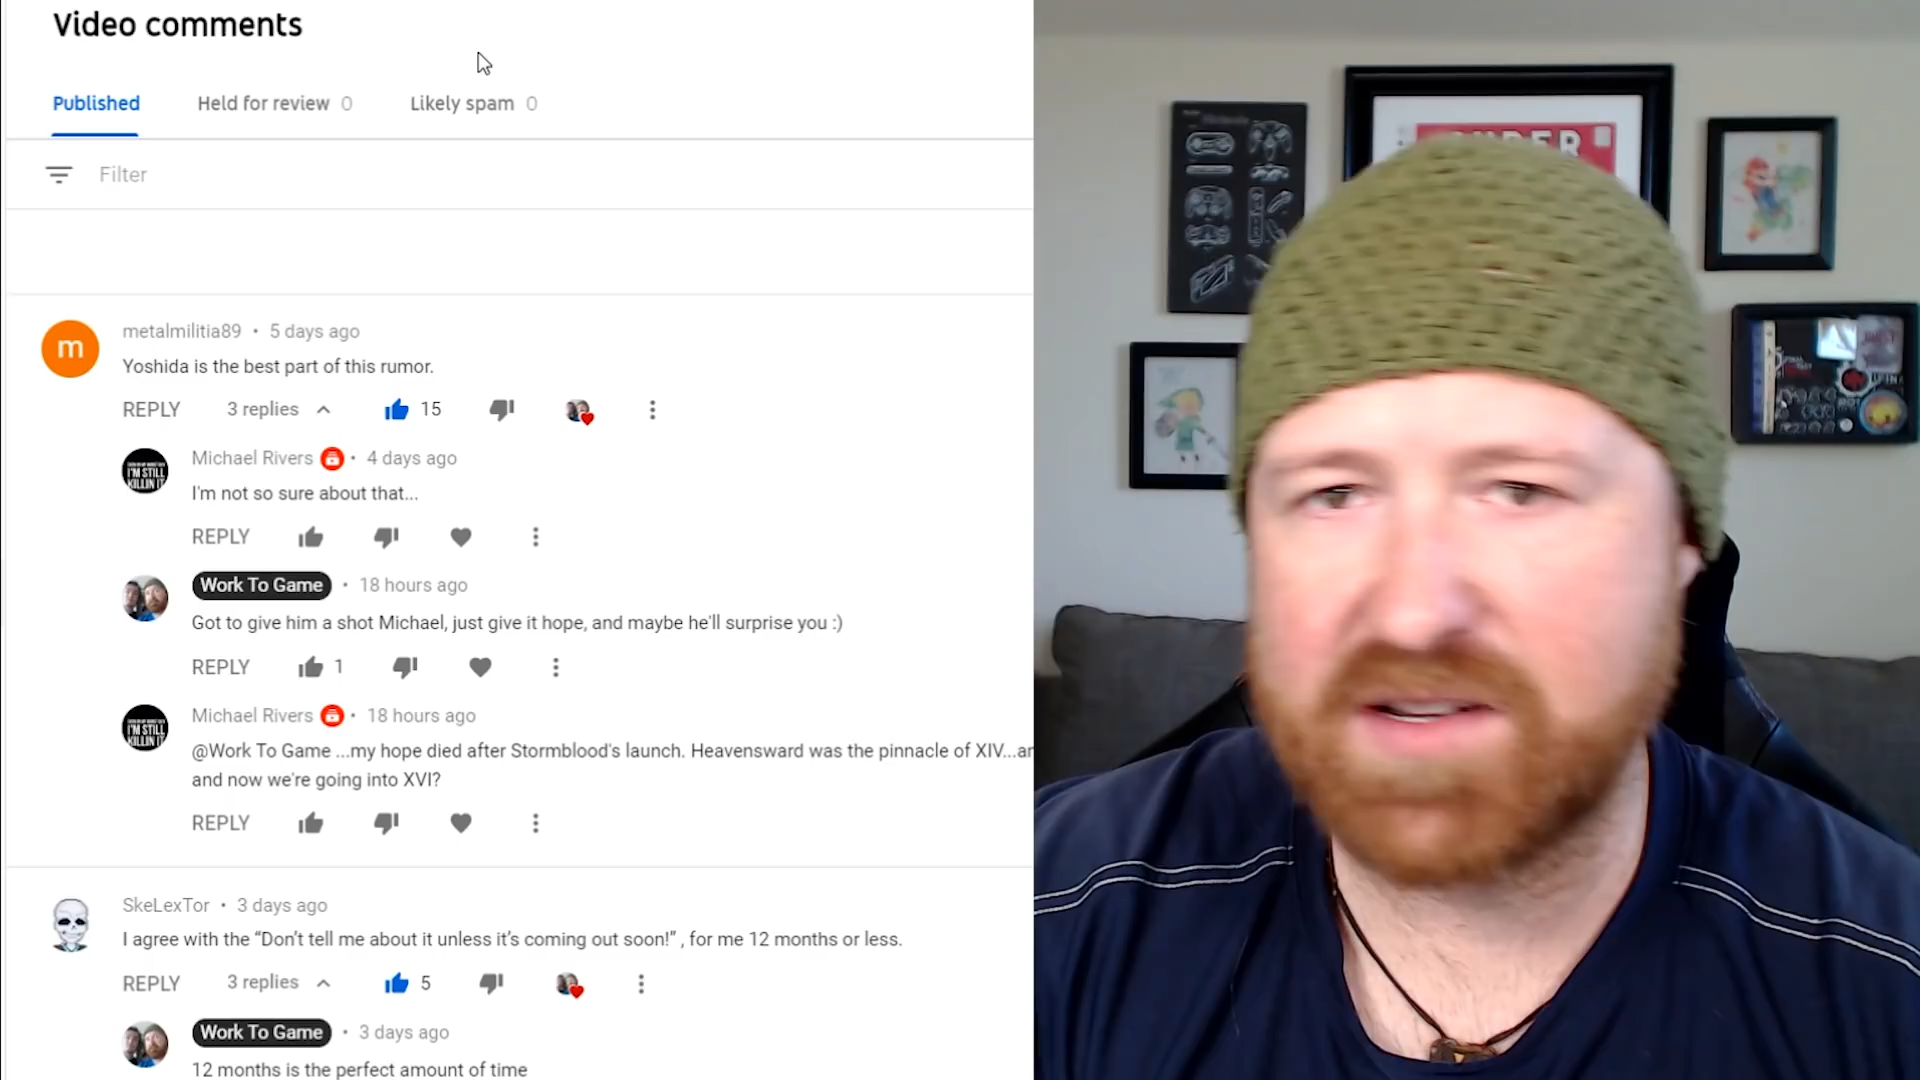 Video comments
Published Held for review 0 Likely spam 0
Filter
m
metalmilitia89 • 5 days ago
Yoshida is the best part of this rumor.
REPLY 3 replies 15
I'M STILL
KILLIN IT
Michael Rivers • 4 days ago
I'm not so sure about that...
REPLY
Work To Game • 18 hours ago
Got to give him a shot Michael, just give it hope, and maybe he'll surprise you :)
REPLY 1
I'M STILL
KILLIN IT
Michael Rivers • 18 hours ago
@Work To Game ...my hope died after Stormblood's launch. Heavensward was the pinnacle of XIV...
and now we're going into XVI?
REPLY
SkeLexTor • 3 days ago
I agree with the “Don’t tell me about it unless it’s coming out soon!” , for me 12 months or less.
REPLY 3 replies 5
Work To Game • 3 days ago
12 months is the perfect amount of time